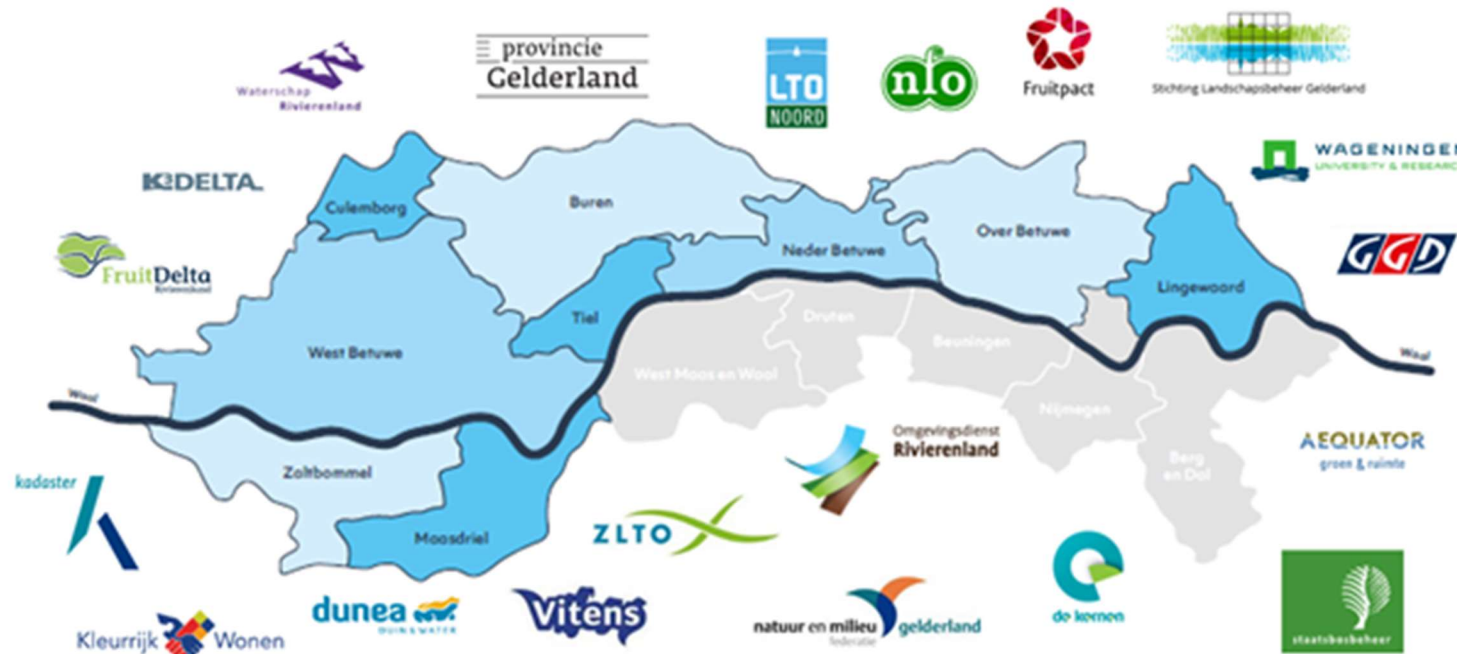 Waterschap
Rivierenland
provincie
Gelderland
LTO
NOORD
nfo
Fruitpact
Stichting Landschapsbeheer Gelderland
K3DELTA
WAGENINGEN
UNIVERSITY & RESEARC
FruitDelta
Rivierenland
GGD
Culemborg
Buren
Neder Betuwe
Over Betuwe
Lingewaard
Tiel
West Betuwe
Druten
Beuningen
West Maas en Waal
Nijmegen
Berg
en Dal
Waal
Waal
Zaltbommel
Maasdriel
Omgevingsdienst
Rivierenland
AEQUATOR
groen & ruimte
kadaster
ZLTO
Kleurrijk Wonen
dunea
DUIN & WATER
Vitens
natuur en milieu gelderland
federatie
de kernen
staatsbosbeheer